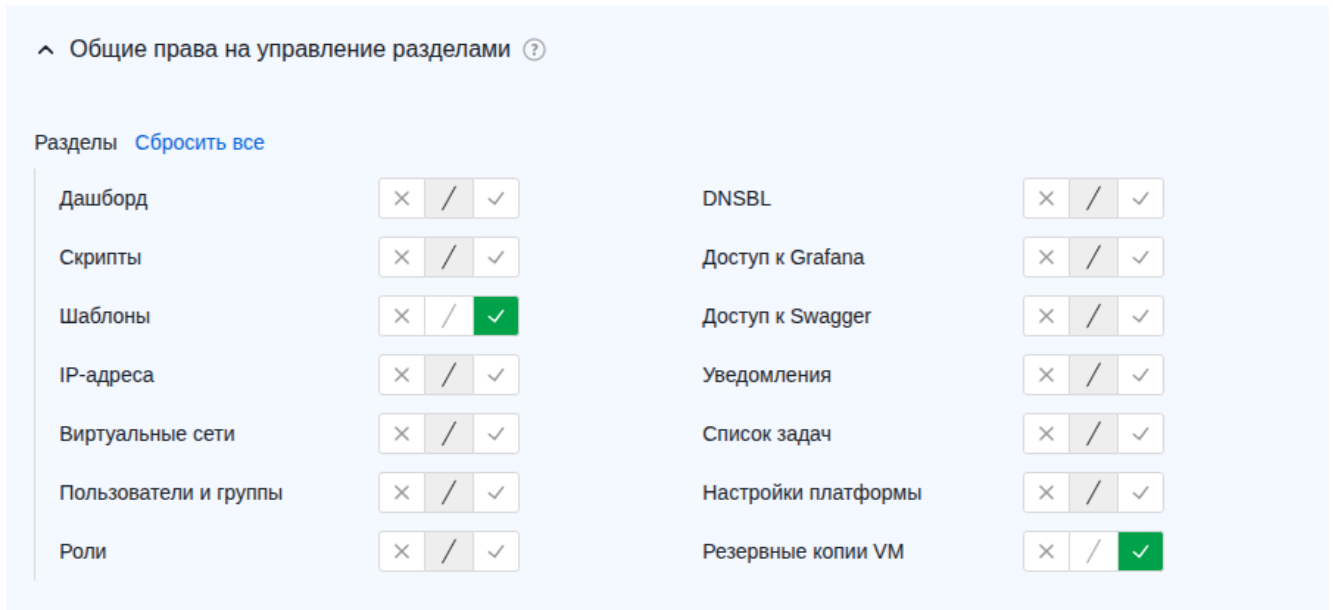 Общие права на управление разделами ?
Разделы Сбросить все
Дашборд
Скрипты
Шаблоны
IP-адреса
Виртуальные сети
Пользователи и группы
Роли
DNSBL
Доступ к Grafana
Доступ к Swagger
Уведомления
Список задач
Настройки платформы
Резервные копии VM